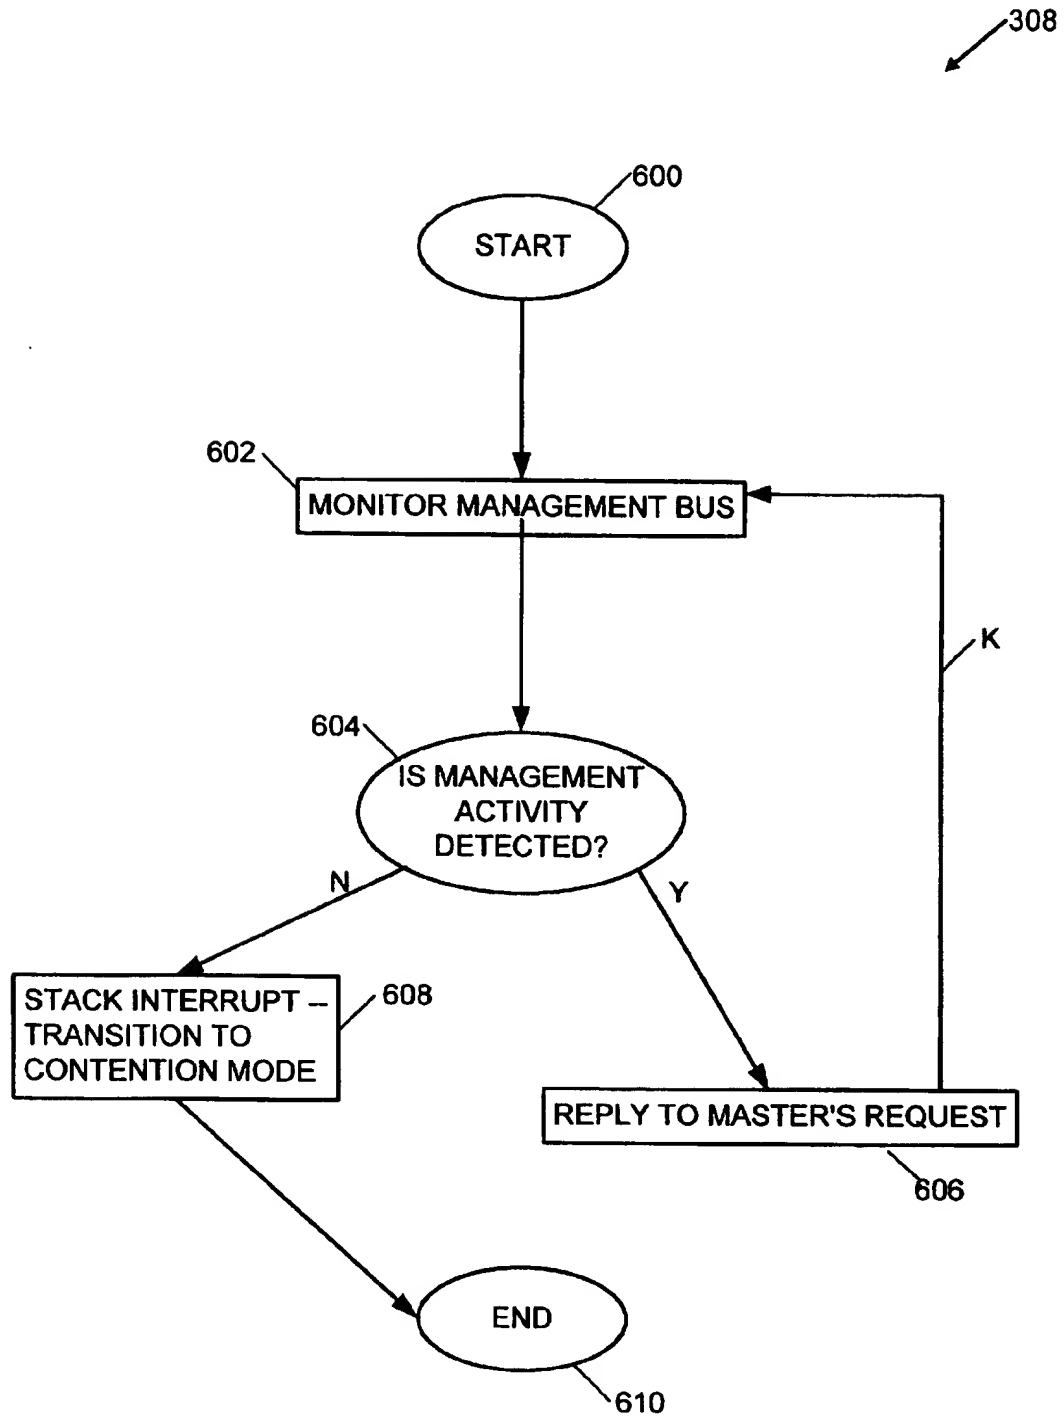 308
600
START
602
MONITOR MANAGEMENT BUS
K
604
IS MANAGEMENT
ACTIVITY
DETECTED?
N
Y
STACK INTERRUPT –
TRANSITION TO
CONTENTION MODE
608
REPLY TO MASTER'S REQUEST
606
END
610